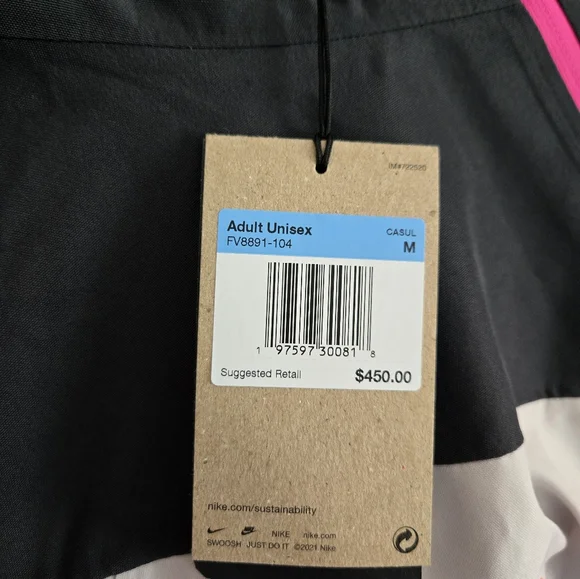 Adult Unisex CASUL
FV8891-104 M
1 97597 30081 8
Suggested Retail $450.00
nike.com/sustainability
NIKE nike.com
SWOOSH JUST DO IT ©2021 Nike